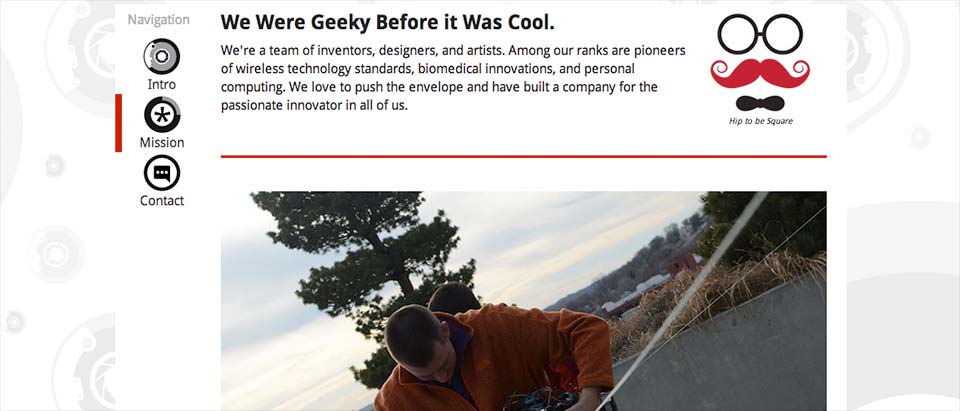 Navigation
Intro
Mission
Contact
We Were Geeky Before it Was Cool.
We're a team of inventors, designers, and artists. Among our ranks are pioneers
of wireless technology standards, biomedical innovations, and personal
computing. We love to push the envelope and have built a company for the
passionate innovator in all of us.
Hip to be Square